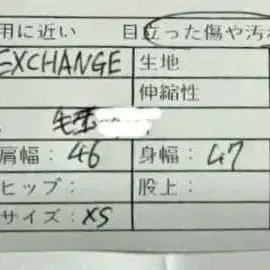 用に近い 目立った傷や汚れ
EXCHANGE 生地
伸縮性
肩幅：46 身幅：47
ヒップ： 股上：
サイズ：XS